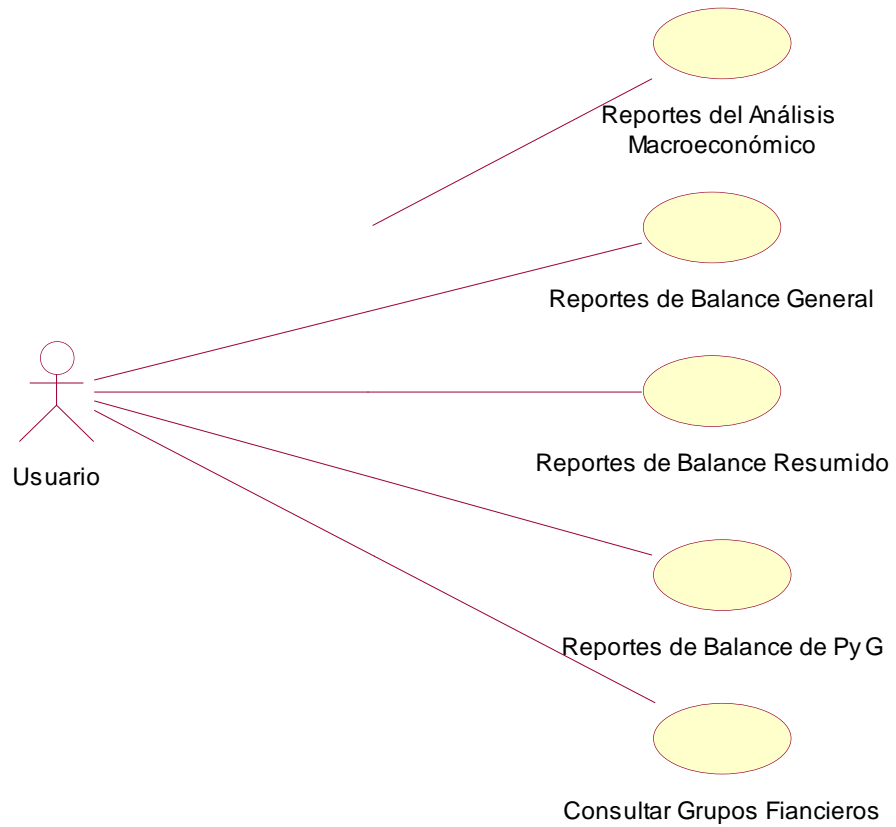 Reportes del Análisis
Macroeconómico
Reportes de Balance General
Usuario
Reportes de Balance Resumido
Reportes de Balance de Py G
Consultar Grupos Fiancieros